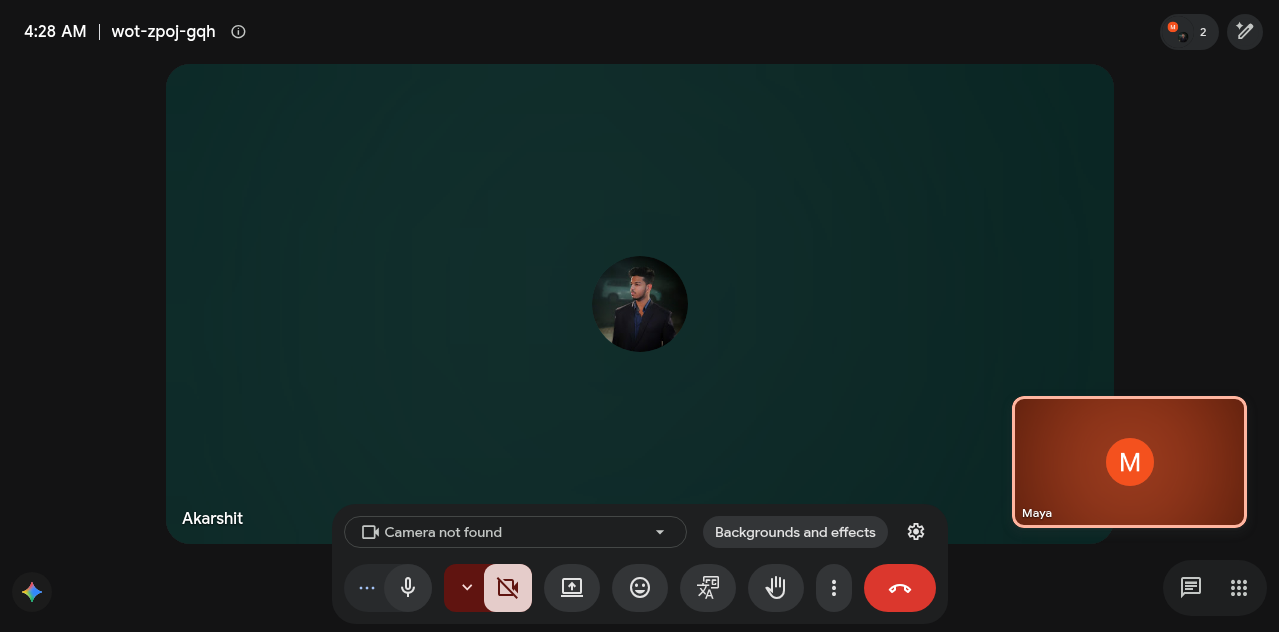 4:28 AM | wot-zpoj-gqh
2
M
Akarshit
Maya
Camera not found
Backgrounds and effects